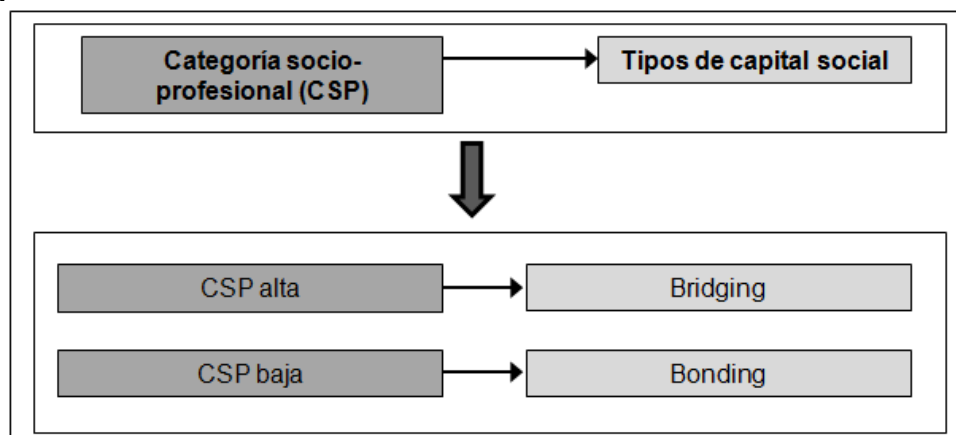 Categoría socio-
profesional (CSP)
Tipos de capital social
CSP alta
Bridging
CSP baja
Bonding